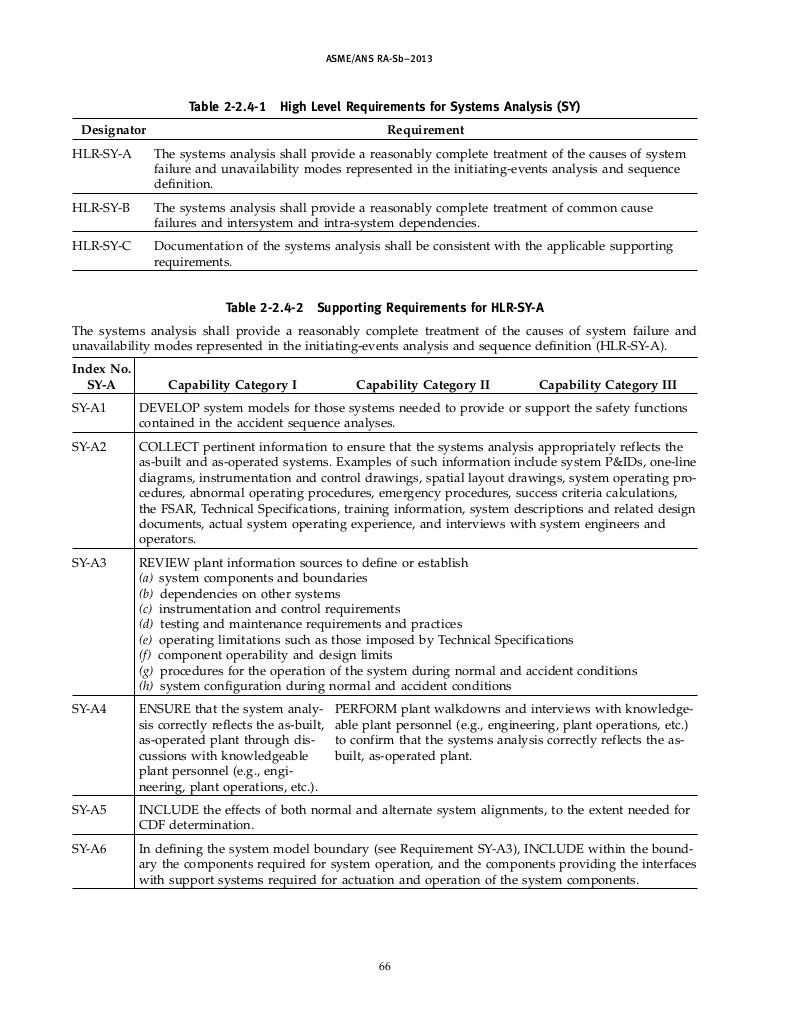 ASME/ANS RA-Sb–2013
Table 2-2.4-1 High Level Requirements for Systems Analysis (SY)
Designator Requirement
HLR-SY-A The systems analysis shall provide a reasonably complete treatment of the causes of system
failure and unavailability modes represented in the initiating-events analysis and sequence
definition.
HLR-SY-B The systems analysis shall provide a reasonably complete treatment of common cause
failures and intersystem and intra-system dependencies.
HLR-SY-C Documentation of the systems analysis shall be consistent with the applicable supporting
requirements.
Table 2-2.4-2 Supporting Requirements for HLR-SY-A
The systems analysis shall provide a reasonably complete treatment of the causes of system failure and
unavailability modes represented in the initiating-events analysis and sequence definition (HLR-SY-A).
Index No.
SY-A Capability Category I Capability Category II Capability Category III
SY-A1 DEVELOP system models for those systems needed to provide or support the safety functions
contained in the accident sequence analyses.
SY-A2 COLLECT pertinent information to ensure that the systems analysis appropriately reflects the
as-built and as-operated systems. Examples of such information include system P&IDs, one-line
diagrams, instrumentation and control drawings, spatial layout drawings, system operating pro-
cedures, abnormal operating procedures, emergency procedures, success criteria calculations,
the FSAR, Technical Specifications, training information, system descriptions and related design
documents, actual system operating experience, and interviews with system engineers and
operators.
SY-A3 REVIEW plant information sources to define or establish
(a) system components and boundaries
(b) dependencies on other systems
(c) instrumentation and control requirements
(d) testing and maintenance requirements and practices
(e) operating limitations such as those imposed by Technical Specifications
(f) component operability and design limits
(g) procedures for the operation of the system during normal and accident conditions
(h) system configuration during normal and accident conditions
SY-A4 ENSURE that the system analy-
sis correctly reflects the as-built,
as-operated plant through dis-
cussions with knowledgeable
plant personnel (e.g., engi-
neering, plant operations, etc.).
PERFORM plant walkdowns and interviews with knowledge-
able plant personnel (e.g., engineering, plant operations, etc.)
to confirm that the systems analysis correctly reflects the as-
built, as-operated plant.
SY-A5 INCLUDE the effects of both normal and alternate system alignments, to the extent needed for
CDF determination.
SY-A6 In defining the system model boundary (see Requirement SY-A3), INCLUDE within the bound-
ary the components required for system operation, and the components providing the interfaces
with support systems required for actuation and operation of the system components.
66